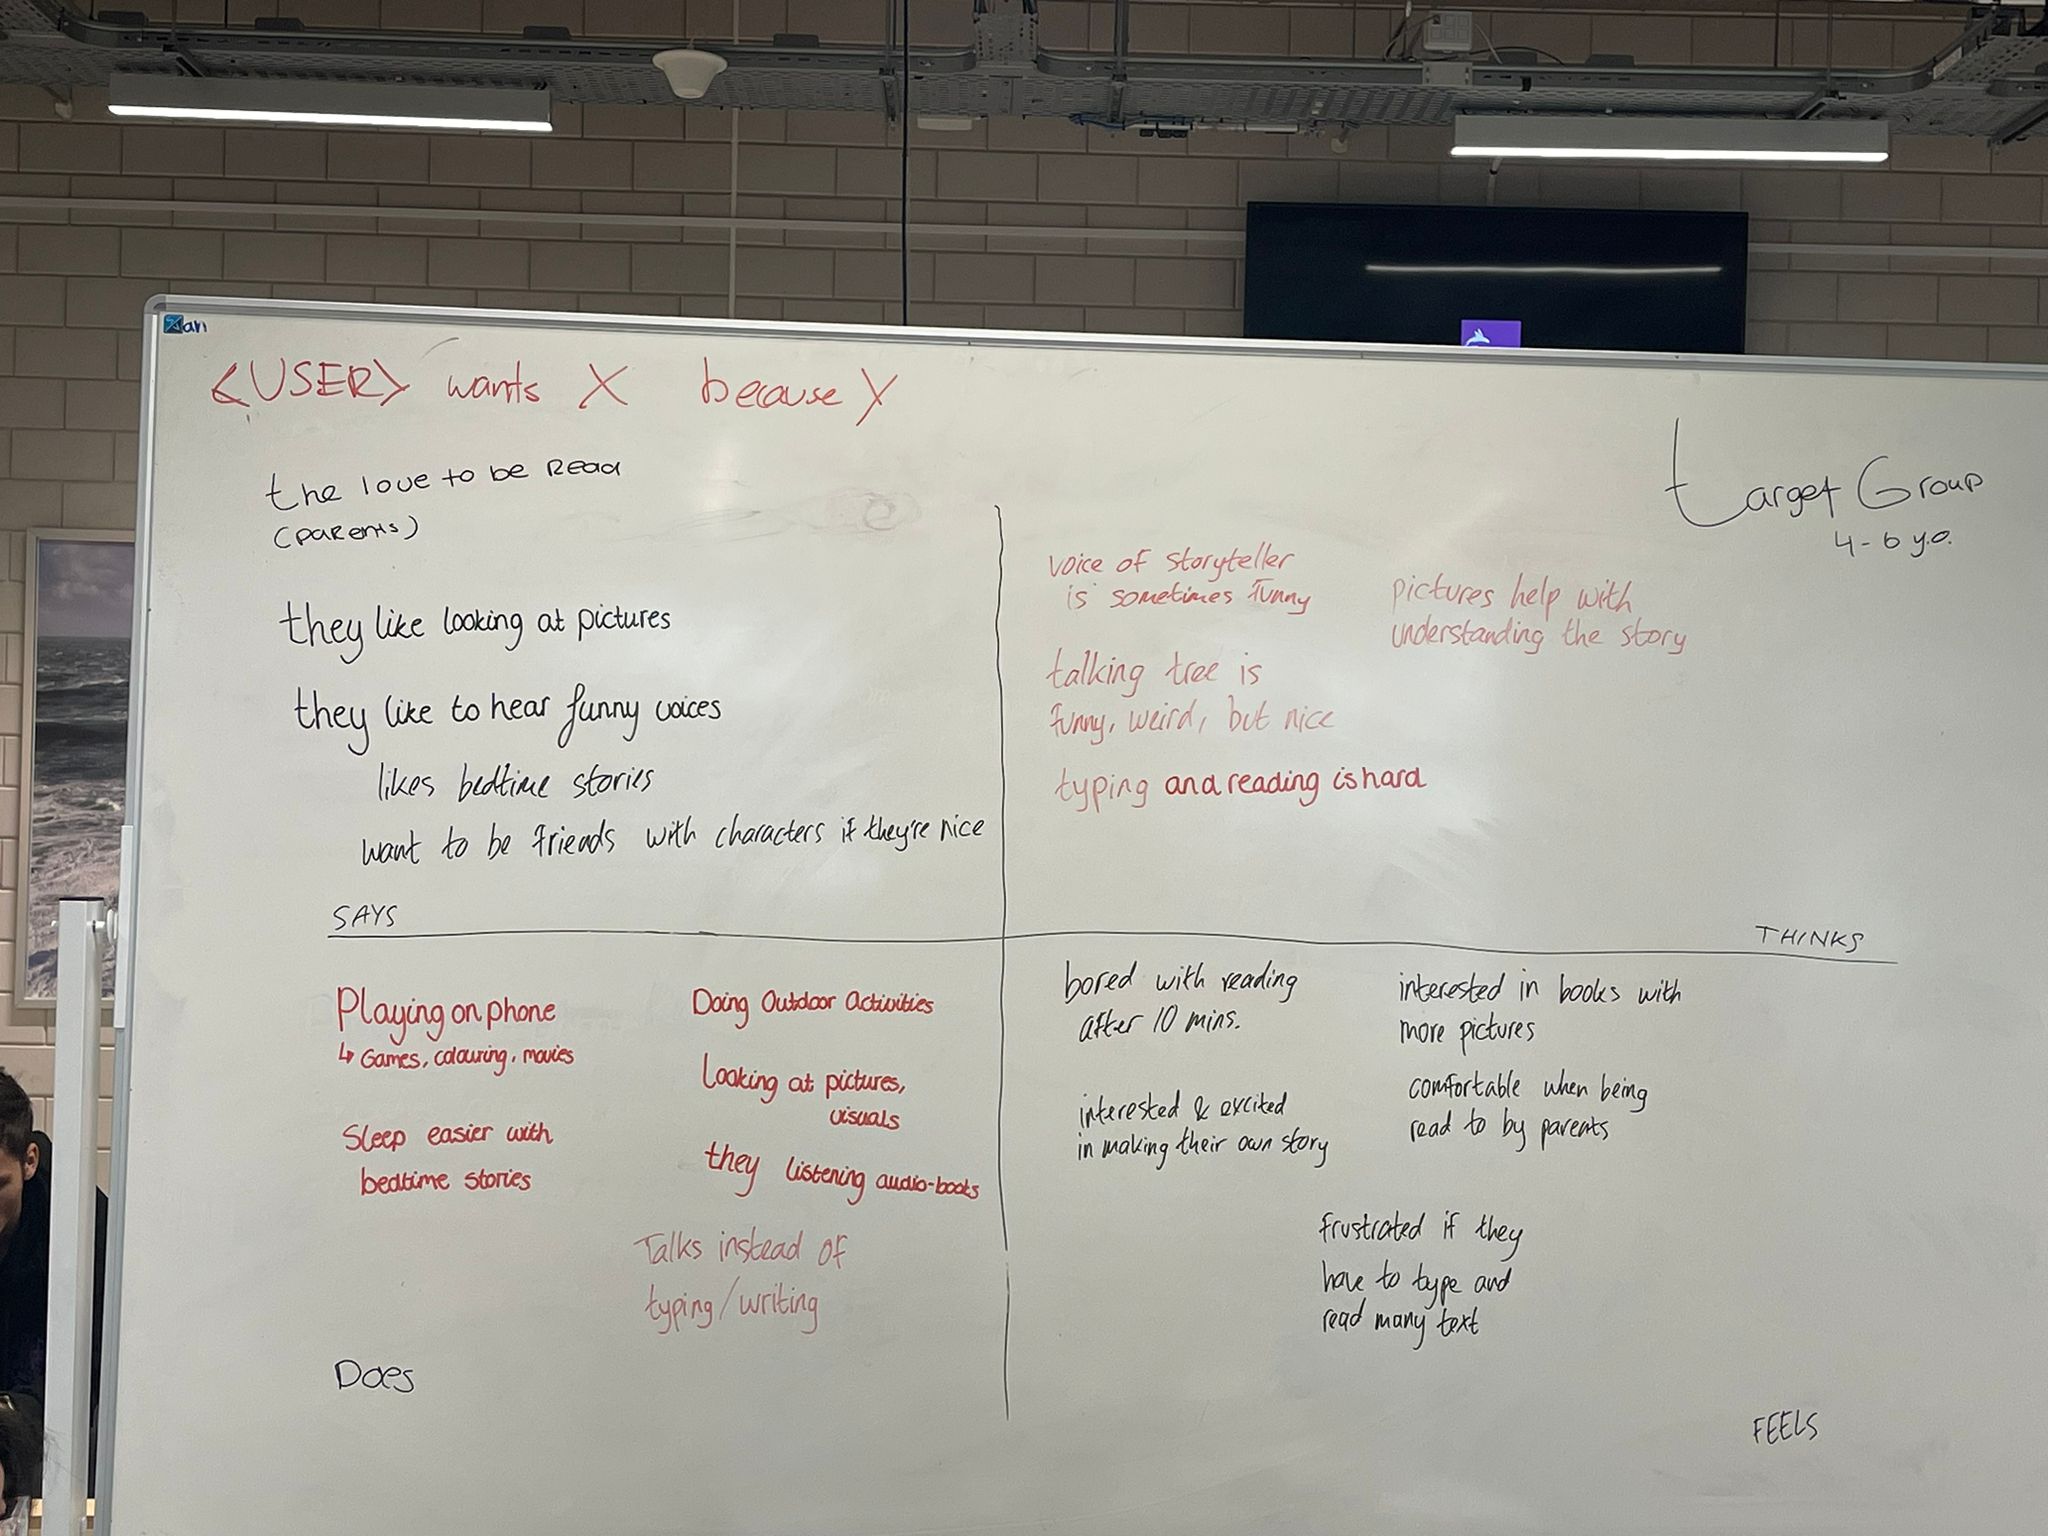 <USER> wants X because Y
the love to be Read
(parents)
they like looking at pictures
they like to hear funny voices
likes bedtime stories
want to be friends with characters if they're nice
SAYS
Target Group
4-6 y.o.
voice of storyteller
is sometimes funny
pictures help with
understanding the story
talking tree is
funny, weird, but nice
typing and reading is hard
THINKS
Playing on phone
↳ Games, colouring, movies
Sleep easier with
bedtime stories
Doing Outdoor Activities
Looking at pictures,
visuals
they listening audio-books
Talks instead of
typing/writing
Does
bored with reading
after 10 mins.
interested & excited
in making their own story
interested in books with
more pictures
comfortable when being
read to by parents
frustrated if they
have to type and
read many text
FEELS